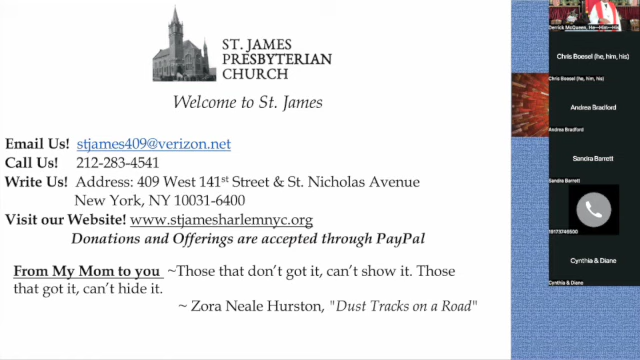 ST. JAMES
PRESBYTERIAN
CHURCH
Welcome to St. James
Email Us! stjames409@verizon.net
Call Us! 212-283-4541
Write Us! Address: 409 West 141st Street & St. Nicholas Avenue
New York, NY 10031-6400
Visit our Website! www.stjamesharlemnyc.org
Donations and Offerings are accepted through PayPal
From My Mom to you ~Those that don't got it, can't show it. Those
that got it, can't hide it.
~ Zora Neale Hurston, "Dust Tracks on a Road"
Derrick McQueen, He~Him~His
Chris Boesel (he, him, his)
Chris Boesel (he, him, his)
Andrea Bradford
Andrea Bradford
Sandra Barrett
Sandra Barrett
Cynthia & Diane
Cynthia & Diane